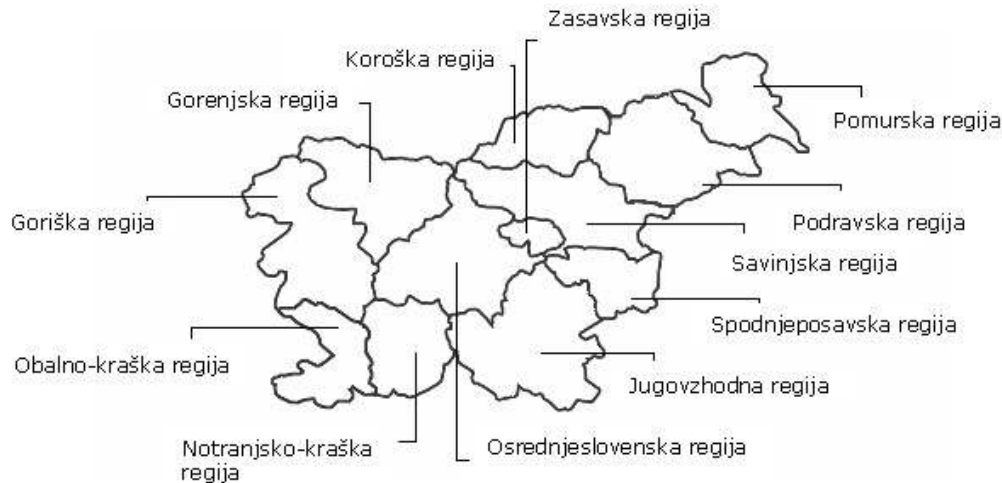 Zasavska regija
Koroška regija
Gorenjska regija
Pomurska regija
Goriška regija
Podravska regija
Savinjska regija
Spodnjeposavska regija
Obalno-kraška regija
Jugovzhodna regija
Notranjsko-kraška
regija
Osrednjeslovenska regija